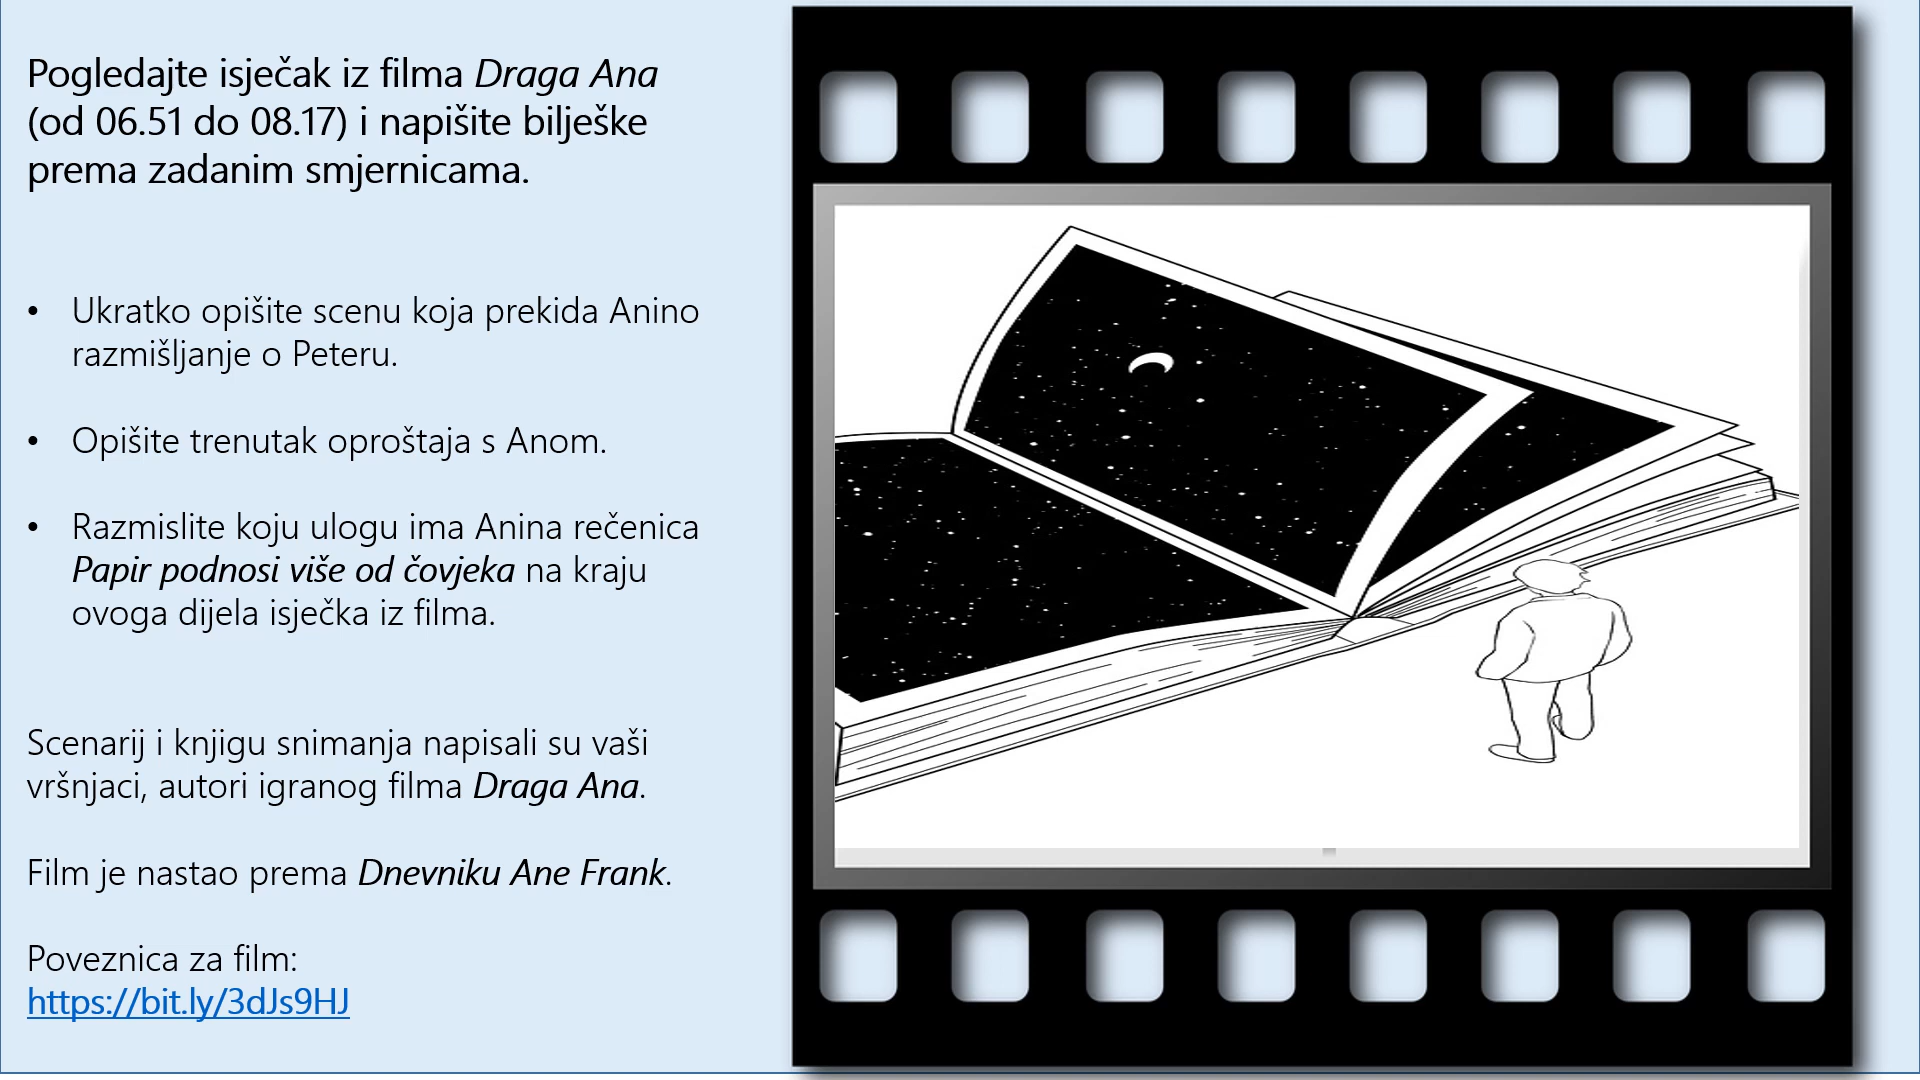 Pogledajte isječak iz filma Draga Ana
(od 06.51 do 08.17) i napišite bilješke
prema zadanim smjernicama.
• Ukratko opišite scenu koja prekida Anino
razmišljanje o Peteru.
• Opišite trenutak oproštaja s Anom.
• Razmislite koju ulogu ima Anina rečenica
Papir podnosi više od čovjeka na kraju
ovoga dijela isječka iz filma.
Scenarij i knjigu snimanja napisali su vaši
vršnjaci, autori igranog filma Draga Ana.
Film je nastao prema Dnevniku Ane Frank.
Poveznica za film:
https://bit.ly/3dJs9HJ